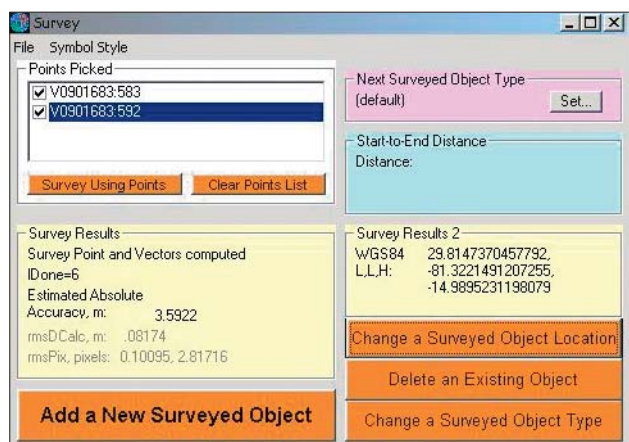 Survey
File Symbol Style
Points Picked
V0901683:583
V0901683:592
Survey Using Points
Clear Points List
Next Surveyed Object Type
(default)
Set...
Start-to-End Distance
Distance:
Survey Results
Survey Point and Vectors computed
IDone=6
Estimated Absolute
Accuracy, m: 3.5922
rmsDCalc, m: .08174
rmsPix, pixels: 0.10095, 2.81716
Survey Results 2
WGS84 29.8147370457792,
L,L,H: -81.3221491207255,
-14.9895231198079
Add a New Surveyed Object
Change a Surveyed Object Location
Delete an Existing Object
Change a Surveyed Object Type